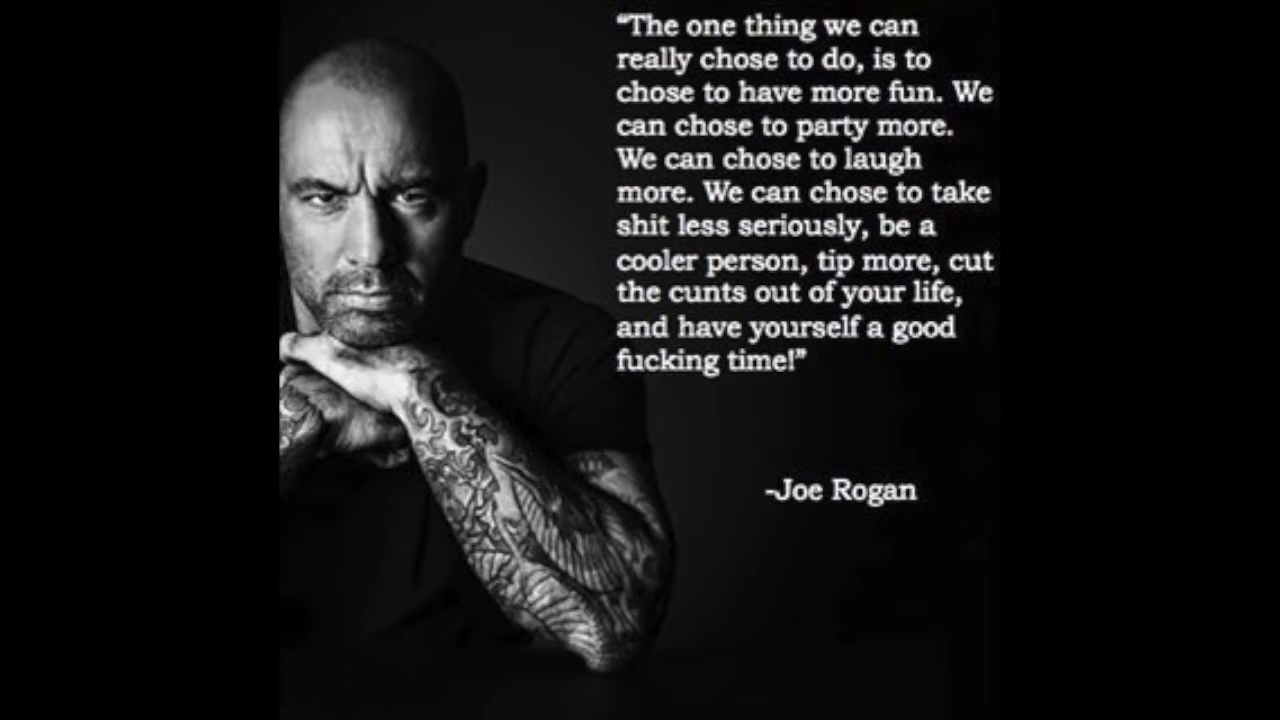 “The one thing we can
really chose to do, is to
chose to have more fun. We
can chose to party more.
We can chose to laugh
more. We can chose to take
shit less seriously, be a
cooler person, tip more, cut
the cunts out of your life,
and have yourself a good
fucking time!”
-Joe Rogan